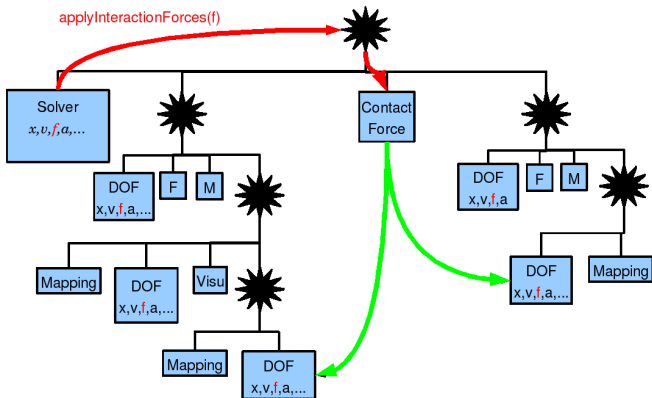 applyInteractionForces(f)
Solver
x,v,f,a,...
Contact
Force
DOF
x,v,f,a,...
F
M
DOF
x,v,f,a
F
M
Mapping
DOF
x,v,f,a,...
Visu
DOF
x,v,f,a,...
Mapping
Mapping
DOF
x,v,f,a,...